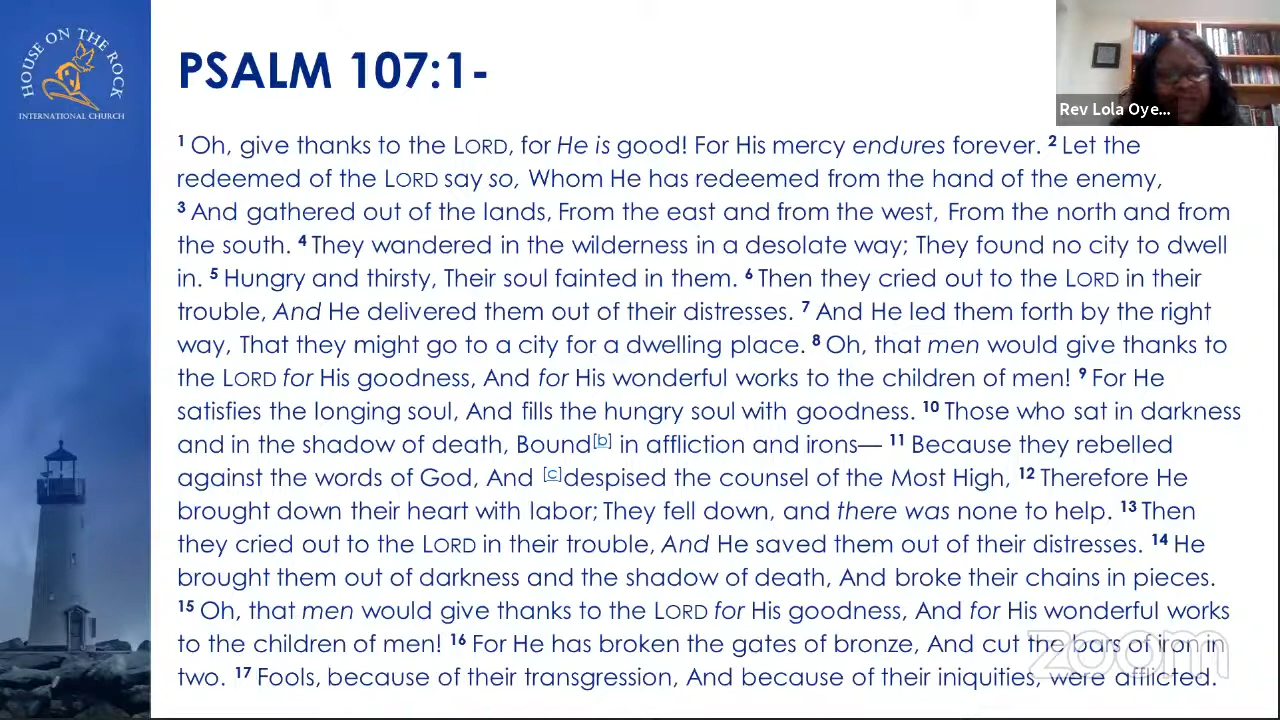 HOUSE ON THE ROCK
INTERNATIONAL CHURCH
PSALM 107:1-
Rev Lola Oye...
1 Oh, give thanks to the LORD, for He is good! For His mercy endures forever. 2 Let the
redeemed of the LORD say so, Whom He has redeemed from the hand of the enemy,
3 And gathered out of the lands, From the east and from the west, From the north and from
the south. 4 They wandered in the wilderness in a desolate way; They found no city to dwell
in. 5 Hungry and thirsty, Their soul fainted in them. 6 Then they cried out to the LORD in their
trouble, And He delivered them out of their distresses. 7 And He led them forth by the right
way, That they might go to a city for a dwelling place. 8 Oh, that men would give thanks to
the LORD for His goodness, And for His wonderful works to the children of men! 9 For He
satisfies the longing soul, And fills the hungry soul with goodness. 10 Those who sat in darkness
and in the shadow of death, Bound[b] in affliction and irons— 11 Because they rebelled
against the words of God, And [c]despised the counsel of the Most High, 12 Therefore He
brought down their heart with labor; They fell down, and there was none to help. 13 Then
they cried out to the LORD in their trouble, And He saved them out of their distresses. 14 He
brought them out of darkness and the shadow of death, And broke their chains in pieces.
15 Oh, that men would give thanks to the LORD for His goodness, And for His wonderful works
to the children of men! 16 For He has broken the gates of bronze, And cut the bars of iron in
two. 17 Fools, because of their transgression, And because of their iniquities, were afflicted.
zoom